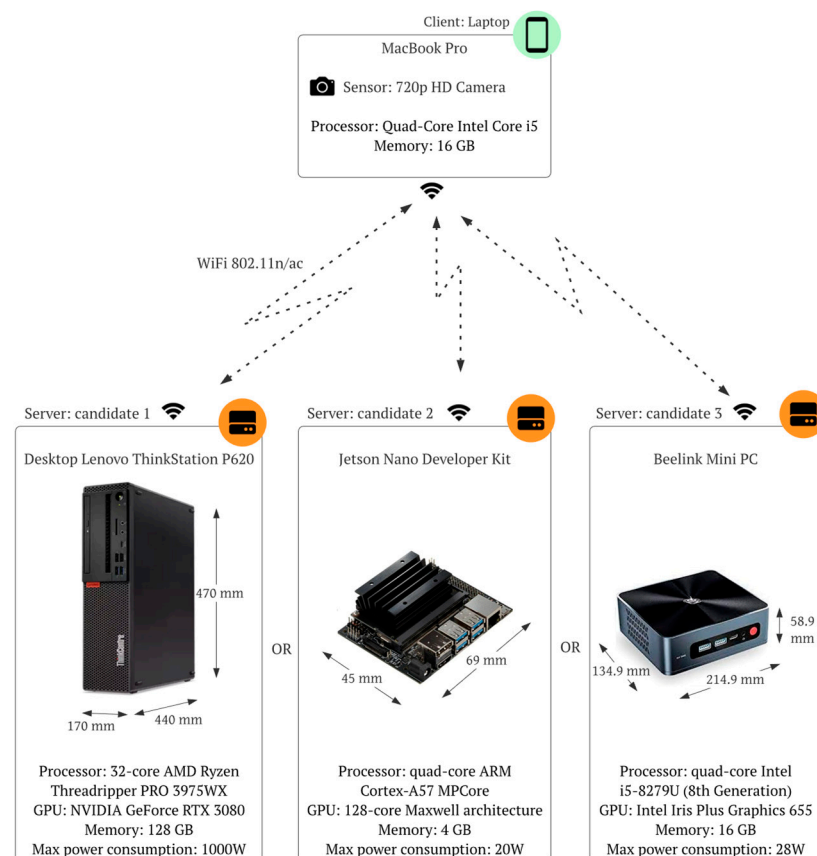 Client: Laptop
MacBook Pro
Sensor: 720p HD Camera
Processor: Quad-Core Intel Core i5
Memory: 16 GB
WiFi 802.11n/ac
Server: candidate 1
Desktop Lenovo ThinkStation P620
ThinkCentre
470 mm
170 mm
440 mm
Processor: 32-core AMD Ryzen
Threadripper PRO 3975WX
GPU: NVIDIA GeForce RTX 3080
Memory: 128 GB
Max power consumption: 1000W
OR
Server: candidate 2
Jetson Nano Developer Kit
45 mm
69 mm
Processor: quad-core ARM
Cortex-A57 MPCore
GPU: 128-core Maxwell architecture
Memory: 4 GB
Max power consumption: 20W
OR
Server: candidate 3
Beelink Mini PC
58.9
mm
134.9 mm
214.9 mm
Processor: quad-core Intel
i5-8279U (8th Generation)
GPU: Intel Iris Plus Graphics 655
Memory: 16 GB
Max power consumption: 28W